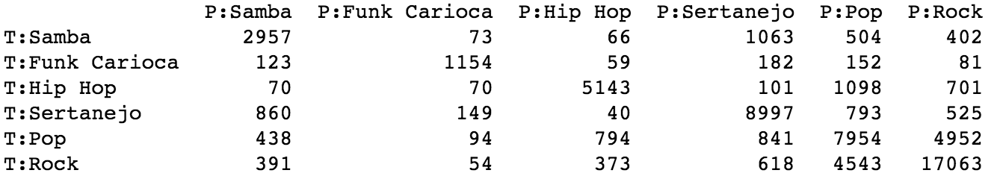 P:Samba P:Funk Carioca P:Hip Hop P:Sertanejo P:Pop P:Rock
T:Samba 2957 73 66 1063 504 402
T:Funk Carioca 123 1154 59 182 152 81
T:Hip Hop 70 70 5143 101 1098 701
T:Sertanejo 860 149 40 8997 793 525
T:Pop 438 94 794 841 7954 4952
T:Rock 391 54 373 618 4543 17063